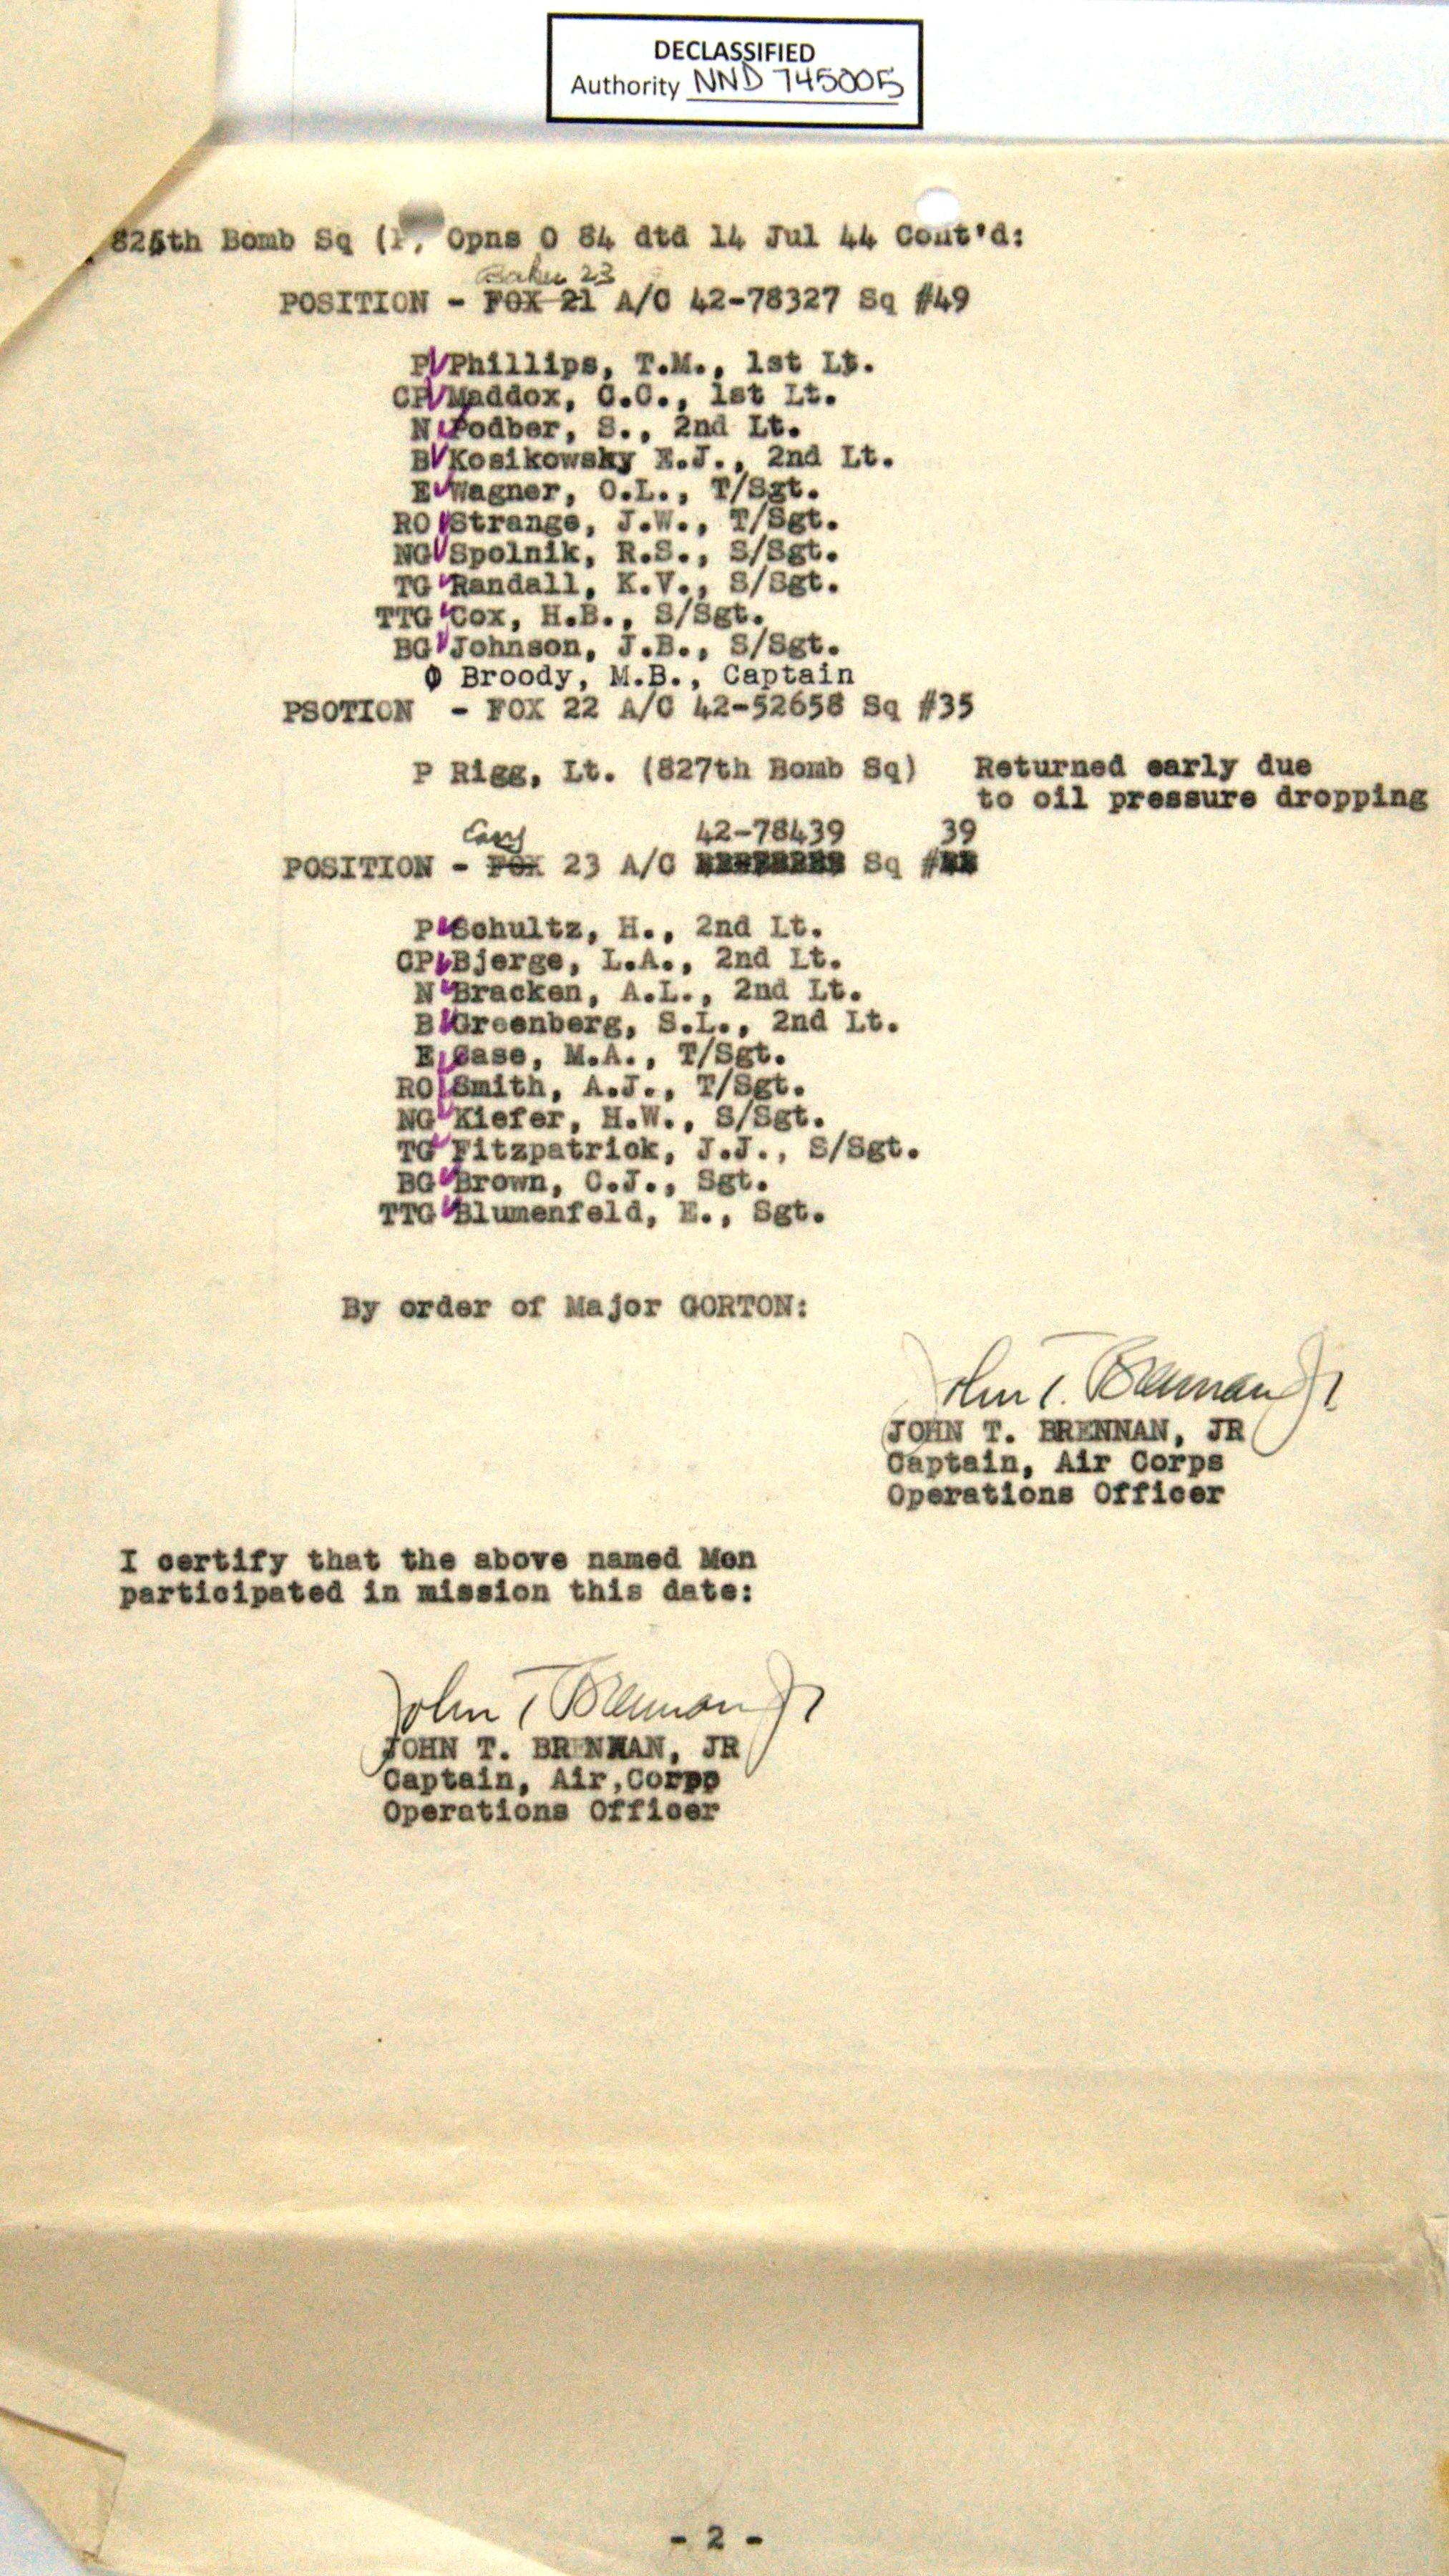 DECLASSIFIED
Authority NND 745005
825th Bomb Sq (H), Opns O 84 dtd 14 Jul 44 Cont'd:
Baker 23
POSITION - FOX 21 A/C 42-78327 Sq #49
P Phillips, T.M., 1st Lt.
CP Maddox, C.C., 1st Lt.
N Podber, S., 2nd Lt.
B Kosikowsky E.J., 2nd Lt.
E Wagner, O.L., T/Sgt.
RO Strange, J.W., T/Sgt.
NG Spolnik, R.S., S/Sgt.
TG Randall, K.V., S/Sgt.
TTG Cox, H.B., S/Sgt.
BG Johnson, J.B., S/Sgt.
O Broody, M.B., Captain
PSOTION - FOX 22 A/C 42-52658 Sq #35
P Rigg, Lt. (827th Bomb Sq) Returned early due
to oil pressure dropping
42-78439 39
POSITION - FOX 23 A/C Sq #
P Schultz, H., 2nd Lt.
CP Bjerge, L.A., 2nd Lt.
N Bracken, A.L., 2nd Lt.
B Greenberg, S.L., 2nd Lt.
E Case, M.A., T/Sgt.
RO Smith, A.J., T/Sgt.
NG Kiefer, H.W., S/Sgt.
TG Fitzpatrick, J.J., S/Sgt.
BG Brown, C.J., Sgt.
TTG Blumenfeld, E., Sgt.
By order of Major GORTON:
John T. Brennan Jr
JOHN T. BRENNAN, JR
Captain, Air Corps
Operations Officer
I certify that the above named Men
participated in mission this date:
John T Brennan Jr
JOHN T. BRENNAN, JR
Captain, Air,Corps
Operations Officer
- 2 -